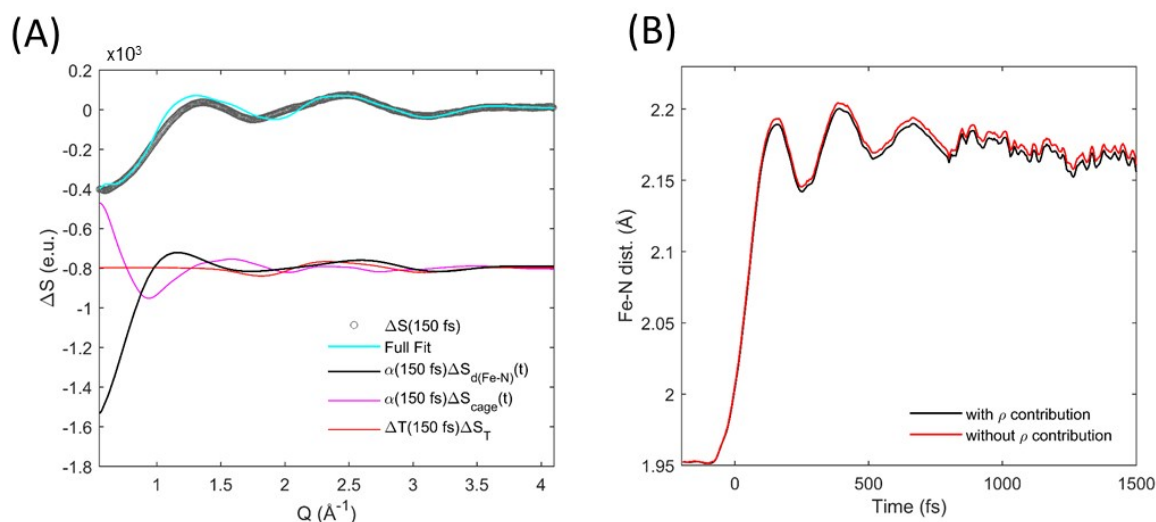 (A)
x10³
0.2
0
-0.2
-0.4
-0.6
-0.8
-1
-1.2
-1.4
-1.6
-1.8
ΔS (e.u.)
ΔS(150 fs)
Full Fit
α(150 fs)ΔS_d(Fe-N)(t)
α(150 fs)ΔS_cage(t)
ΔT(150 fs)ΔS_T
1 1.5 2 2.5 3 3.5 4
Q (Å⁻¹)
(B)
2.2
2.15
2.1
2.05
2
1.95
Fe-N dist. (Å)
with ρ contribution
without ρ contribution
0 500 1000 1500
Time (fs)